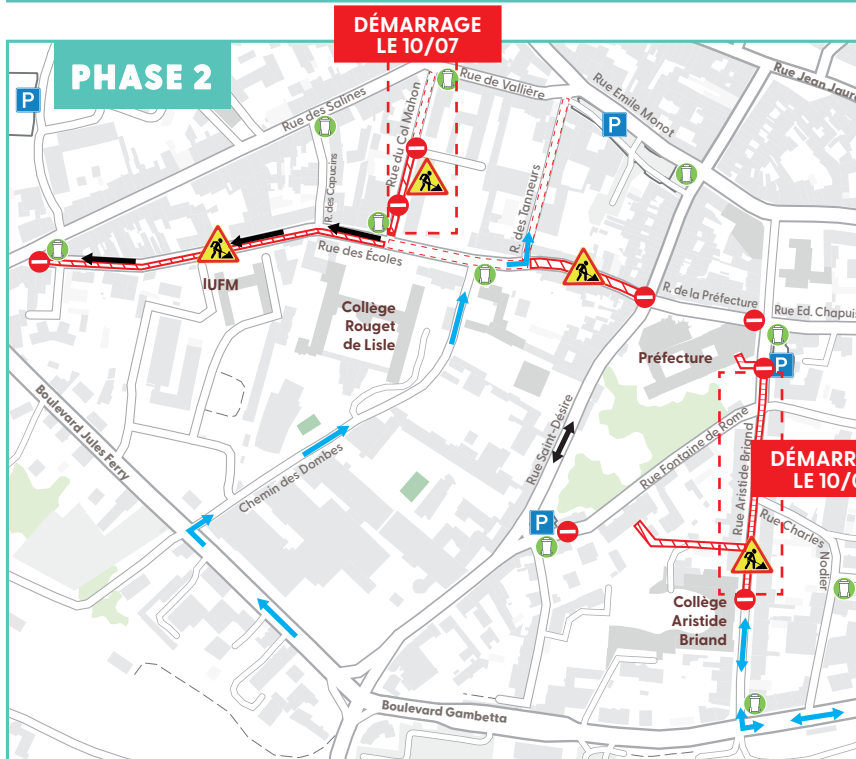 DÉMARRAGE
LE 10/07
PHASE 2
P
Rue des Salines
Rue du Col Mahon
Rue de Vallière
Rue Emile Monot
Rue Jean Jaur
P
R. des Capucins
R. des Tanneurs
Rue des Écoles
IUFM
Collège
Rouget
de Lisle
R. de la Préfecture
Rue Ed. Chapuis
Préfecture
P
Boulevard Jules Ferry
Chemin des Dombes
Rue Saint-Désiré
Rue Fontaine de Rome
Rue Aristide Briand
DÉMARR
LE 10/0
P
Rue Charles Nodier
Collège
Aristide
Briand
Boulevard Gambetta